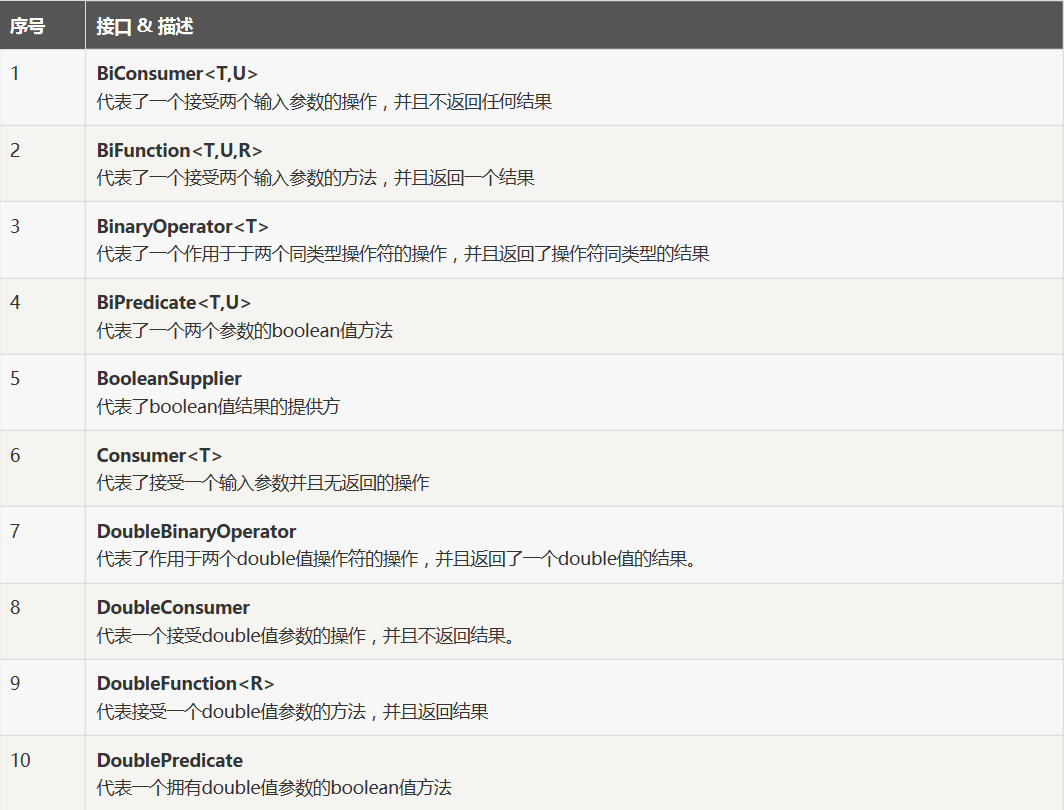 序号 接口 & 描述
1 BiConsumer<T,U>
代表了一个接受两个输入参数的操作，并且不返回任何结果
2 BiFunction<T,U,R>
代表了一个接受两个输入参数的方法，并且返回一个结果
3 BinaryOperator<T>
代表了一个作用于于两个同类型操作符的操作，并且返回了操作符同类型的结果
4 BiPredicate<T,U>
代表了一个两个参数的boolean值方法
5 BooleanSupplier
代表了boolean值结果的提供方
6 Consumer<T>
代表了接受一个输入参数并且无返回的操作
7 DoubleBinaryOperator
代表了作用于两个double值操作符的操作，并且返回了一个double值的结果。
8 DoubleConsumer
代表一个接受double值参数的操作，并且不返回结果。
9 DoubleFunction<R>
代表接受一个double值参数的方法，并且返回结果
10 DoublePredicate
代表一个拥有double值参数的boolean值方法